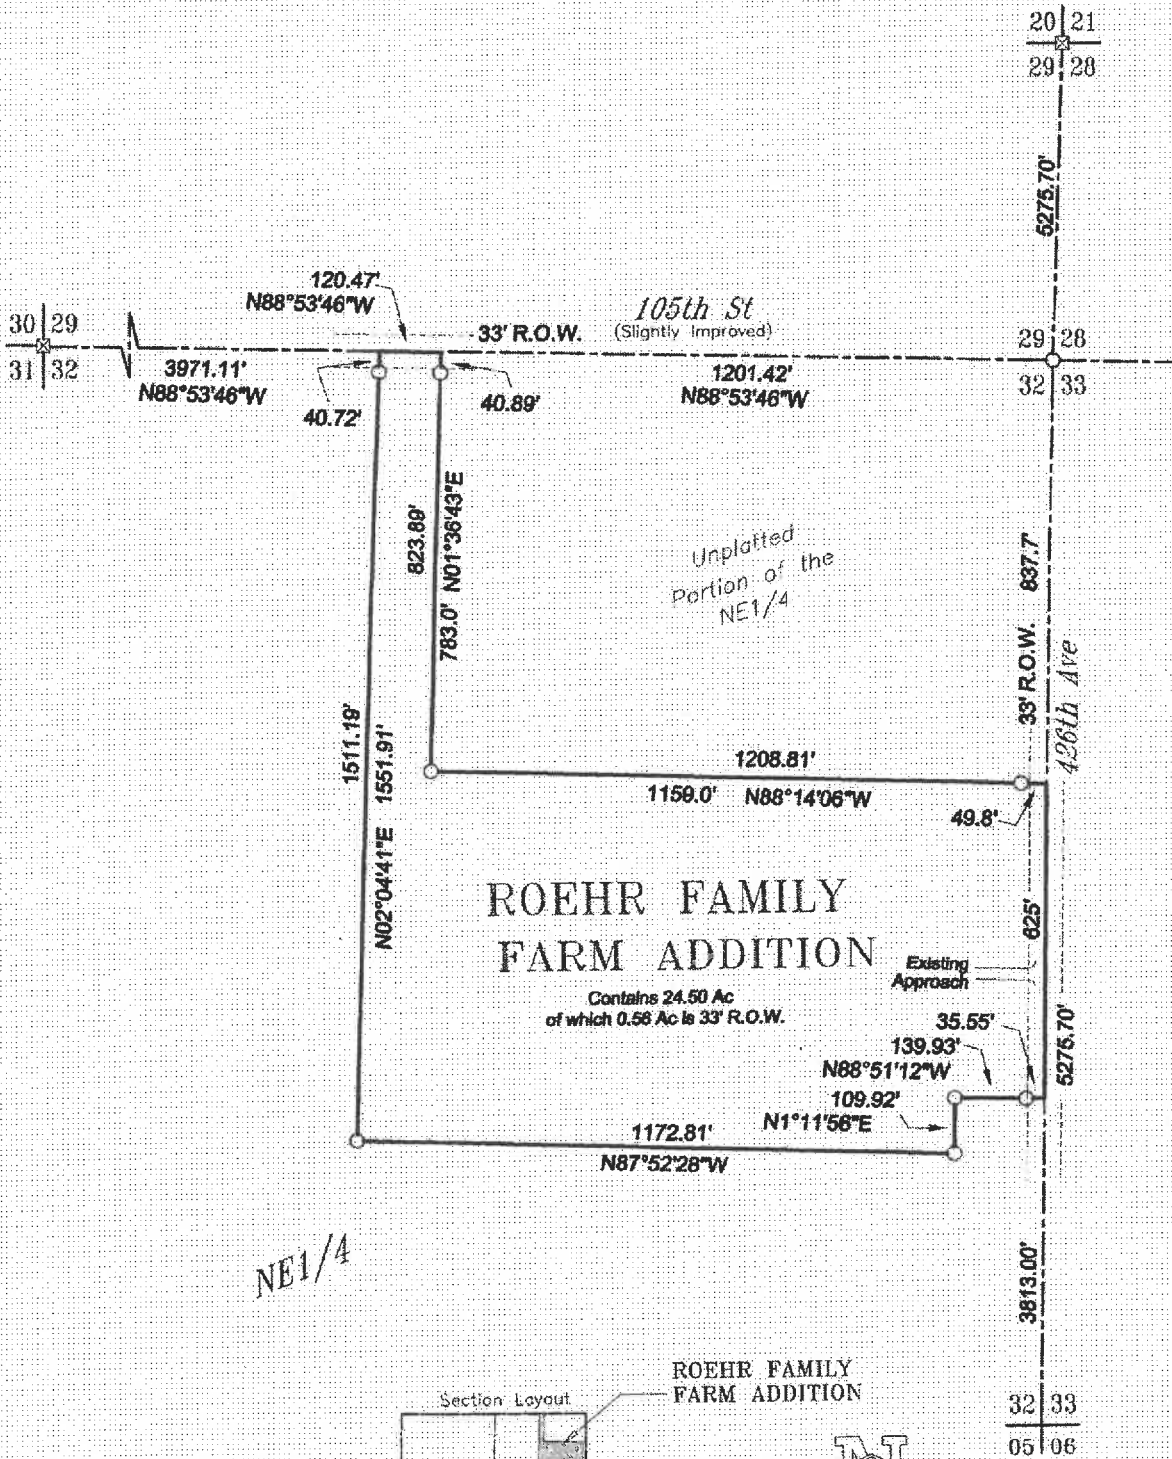 20 21
29 28
5275.70'
120.47'
N88°53'46"W
105th St
(Slightly Improved)
33' R.O.W.
30 29
31 32
29 28
32 33
3971.11'
N88°53'46"W
40.72'
40.89'
1201.42'
N88°53'46"W
823.89'
783.0' N01°36'43"E
Unplatted
Portion of the
NE1/4
33' R.O.W. 837.7'
426th Ave
1511.19'
N02°04'41"E 1551.91'
1208.81'
1159.0' N88°14'06"W
49.8'
ROEHR FAMILY
FARM ADDITION
Contains 24.50 Ac
of which 0.56 Ac is 33' R.O.W.
625'
Existing
Approach
35.55'
139.93'
N88°51'12"W
109.92'
N1°11'56"E
5275.70'
1172.81'
N87°52'28"W
NE1/4
3813.00'
ROEHR FAMILY
FARM ADDITION
Section Layout
32 33
05 06
N